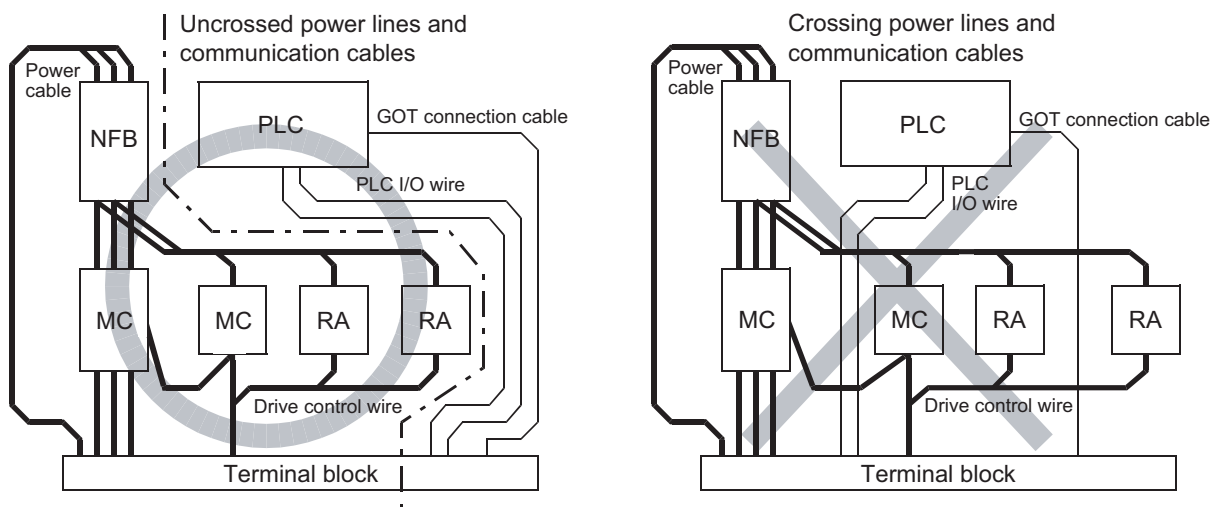 Uncrossed power lines and
communication cables
Power
cable
NFB
PLC
GOT connection cable
PLC I/O wire
MC
MC
RA
RA
Drive control wire
Terminal block
Crossing power lines and
communication cables
Power
cable
NFB
PLC
GOT connection cable
PLC
I/O wire
MC
MC
RA
RA
Drive control wire
Terminal block